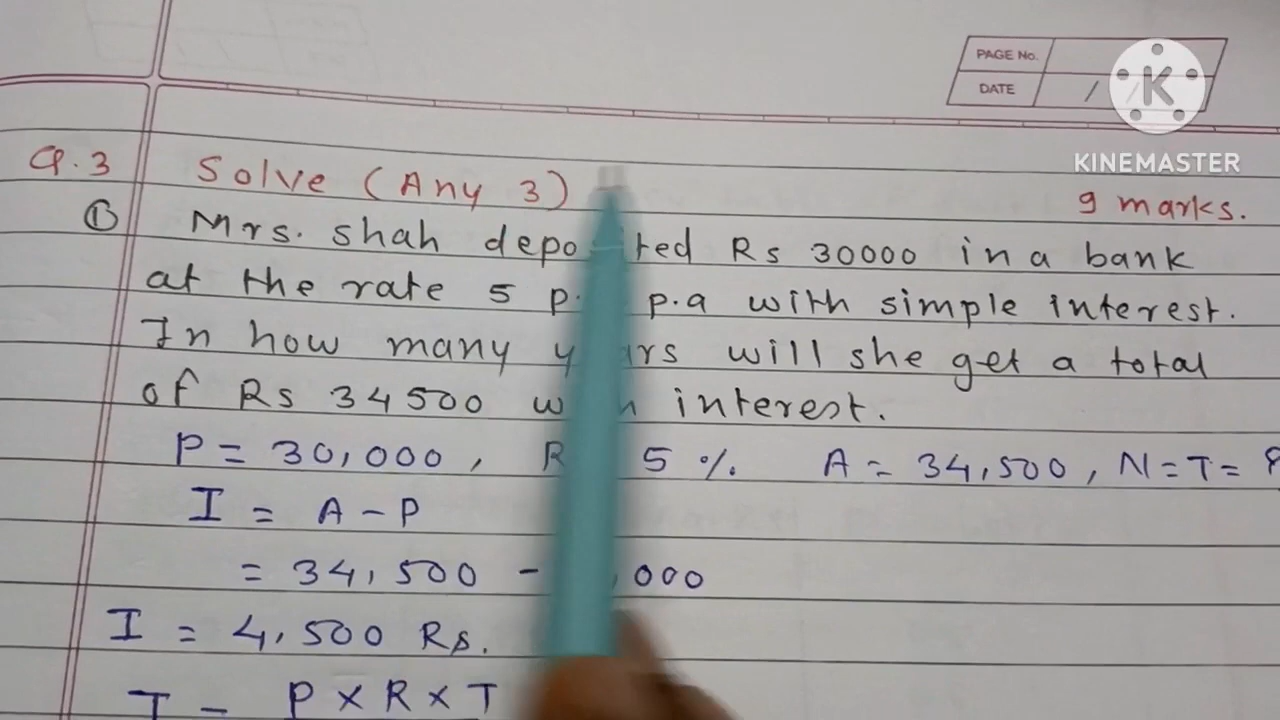 PAGE No.
DATE / /
K
KINEMASTER
Q.3 Solve (Any 3) 9 marks.
① Mrs. shah depo ted Rs 30000 in a bank
at the rate 5 p. p.a with simple interest.
In how many y rs will she get a total
of Rs 34500 w interest.
P = 30,000, R 5 % A = 34,500, N = T = ?
I = A - P
= 34,500 - ,000
I = 4,500 Rs.
I = P × R × T